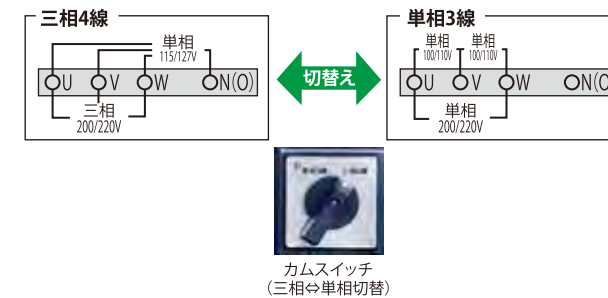 三相4線
単相
115/127V
U V W N(O)
三相
200/220V
切替え
単相3線
単相 単相
100/110V 100/110V
U V W N(O
単相
200/220V
カムスイッチ
(三相⇔単相切替)